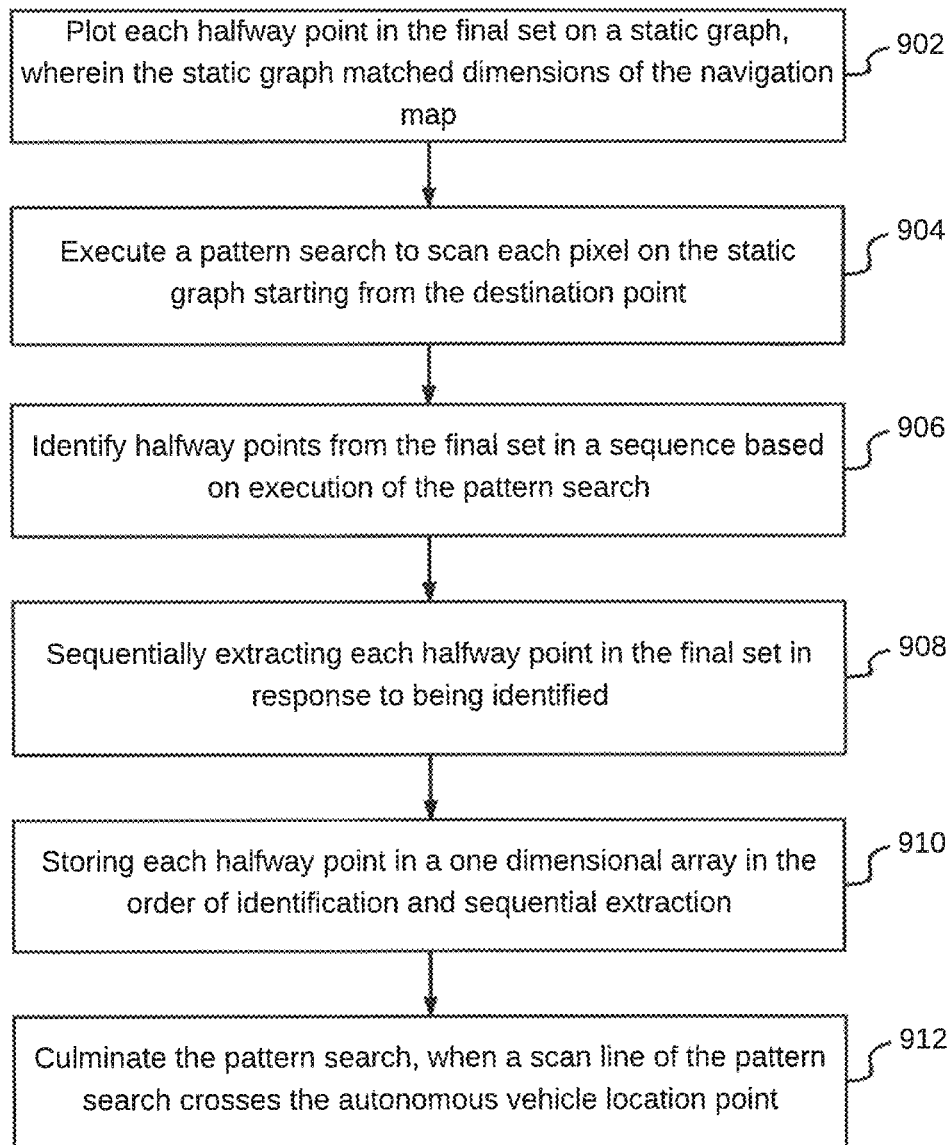 Plot each halfway point in the final set on a static graph,
wherein the static graph matched dimensions of the navigation
map
902
Execute a pattern search to scan each pixel on the static
graph starting from the destination point
904
Identify halfway points from the final set in a sequence based
on execution of the pattern search
906
Sequentially extracting each halfway point in the final set in
response to being identified
908
Storing each halfway point in a one dimensional array in the
order of identification and sequential extraction
910
Culminate the pattern search, when a scan line of the pattern
search crosses the autonomous vehicle location point
912